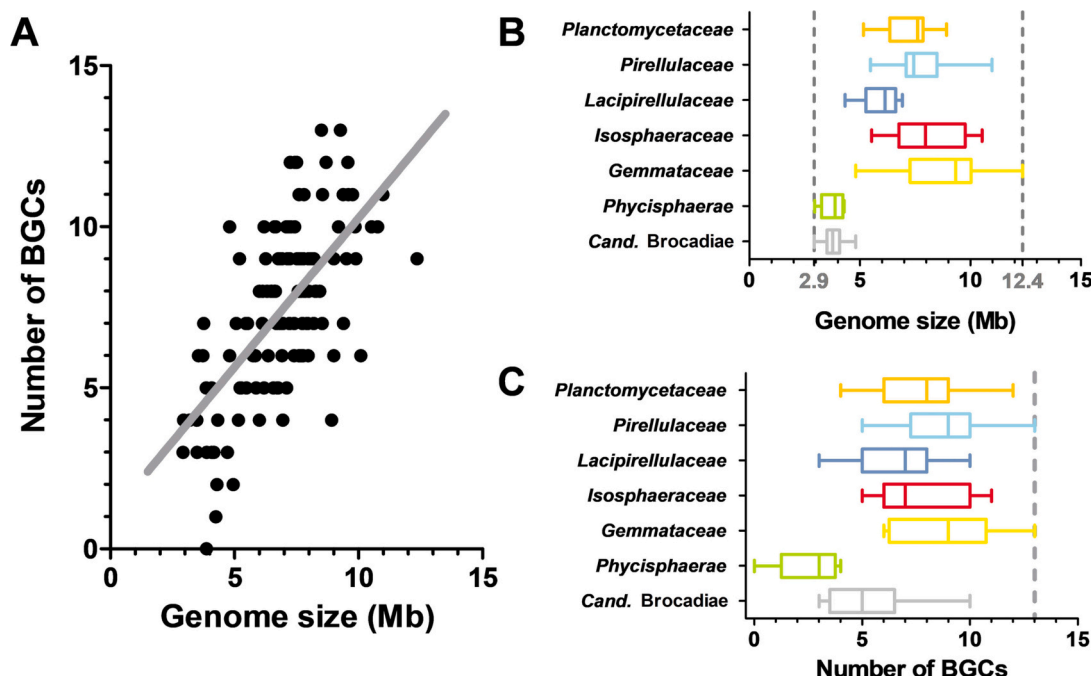 A
15
10
5
0
Number of BGCs
0
5
10
15
Genome size (Mb)
B
Planctomycetaceae
Pirellulaceae
Lacipirellulaceae
Isosphaeraceae
Gemmataceae
Phycisphaerae
Cand. Brocadiae
0
2.9
5
10
12.4
15
Genome size (Mb)
C
Planctomycetaceae
Pirellulaceae
Lacipirellulaceae
Isosphaeraceae
Gemmataceae
Phycisphaerae
Cand. Brocadiae
0
5
10
15
Number of BGCs